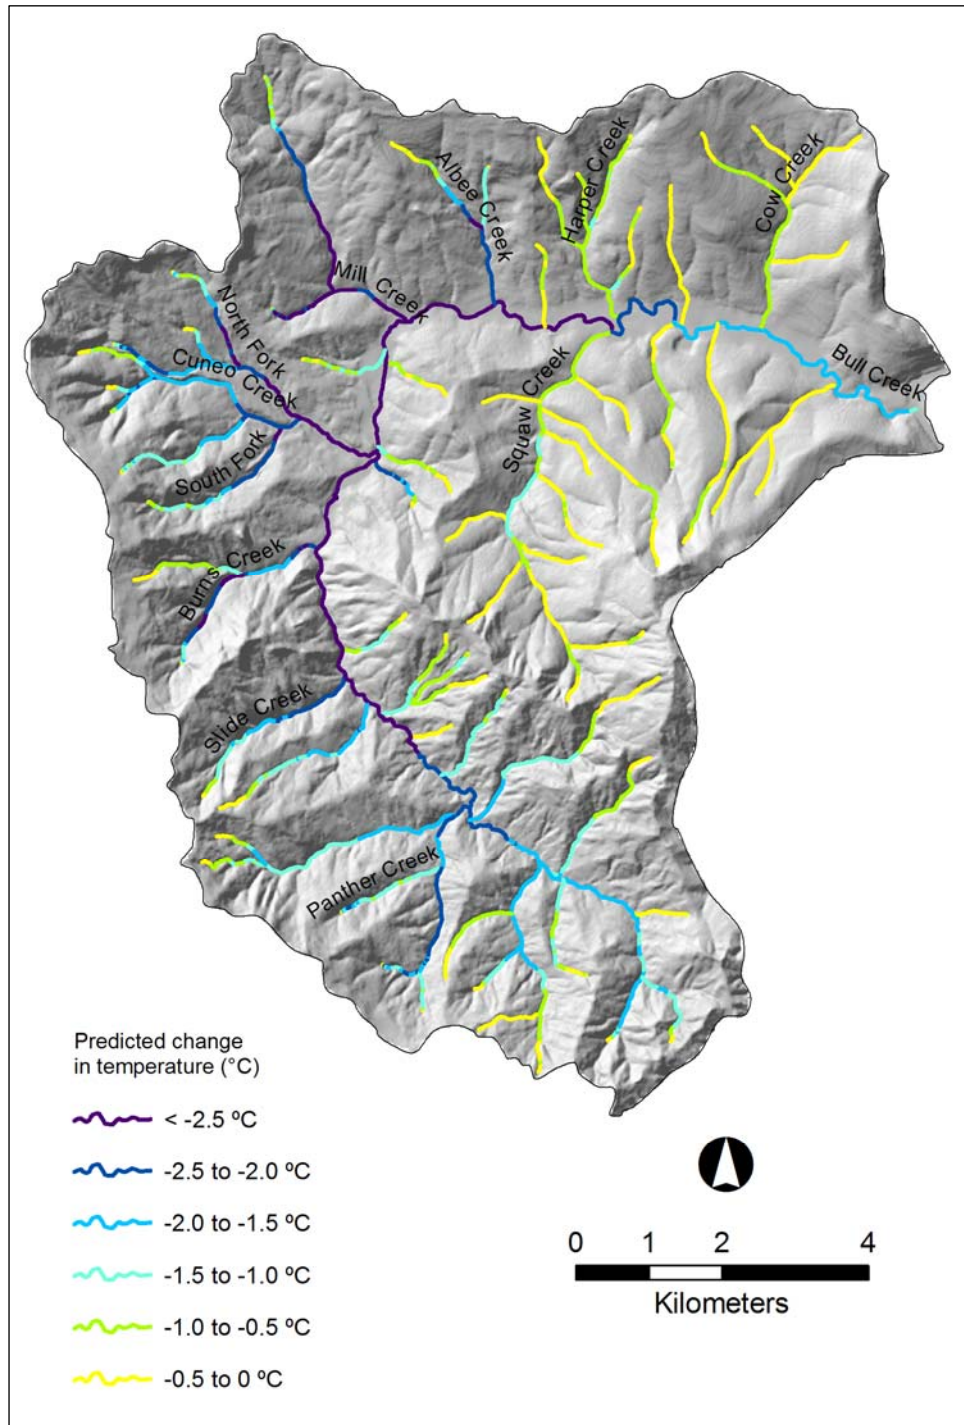 Albee Creek
Harper Creek
Cow Creek
Mill Creek
North Fork
Cuneo Creek
Bull Creek
Squaw Creek
South Fork
Burns Creek
Slide Creek
Panther Creek
Predicted change
in temperature (°C)
< -2.5 ºC
-2.5 to -2.0 ºC
-2.0 to -1.5 ºC
-1.5 to -1.0 ºC
-1.0 to -0.5 ºC
-0.5 to 0 ºC
0 1 2 4
Kilometers